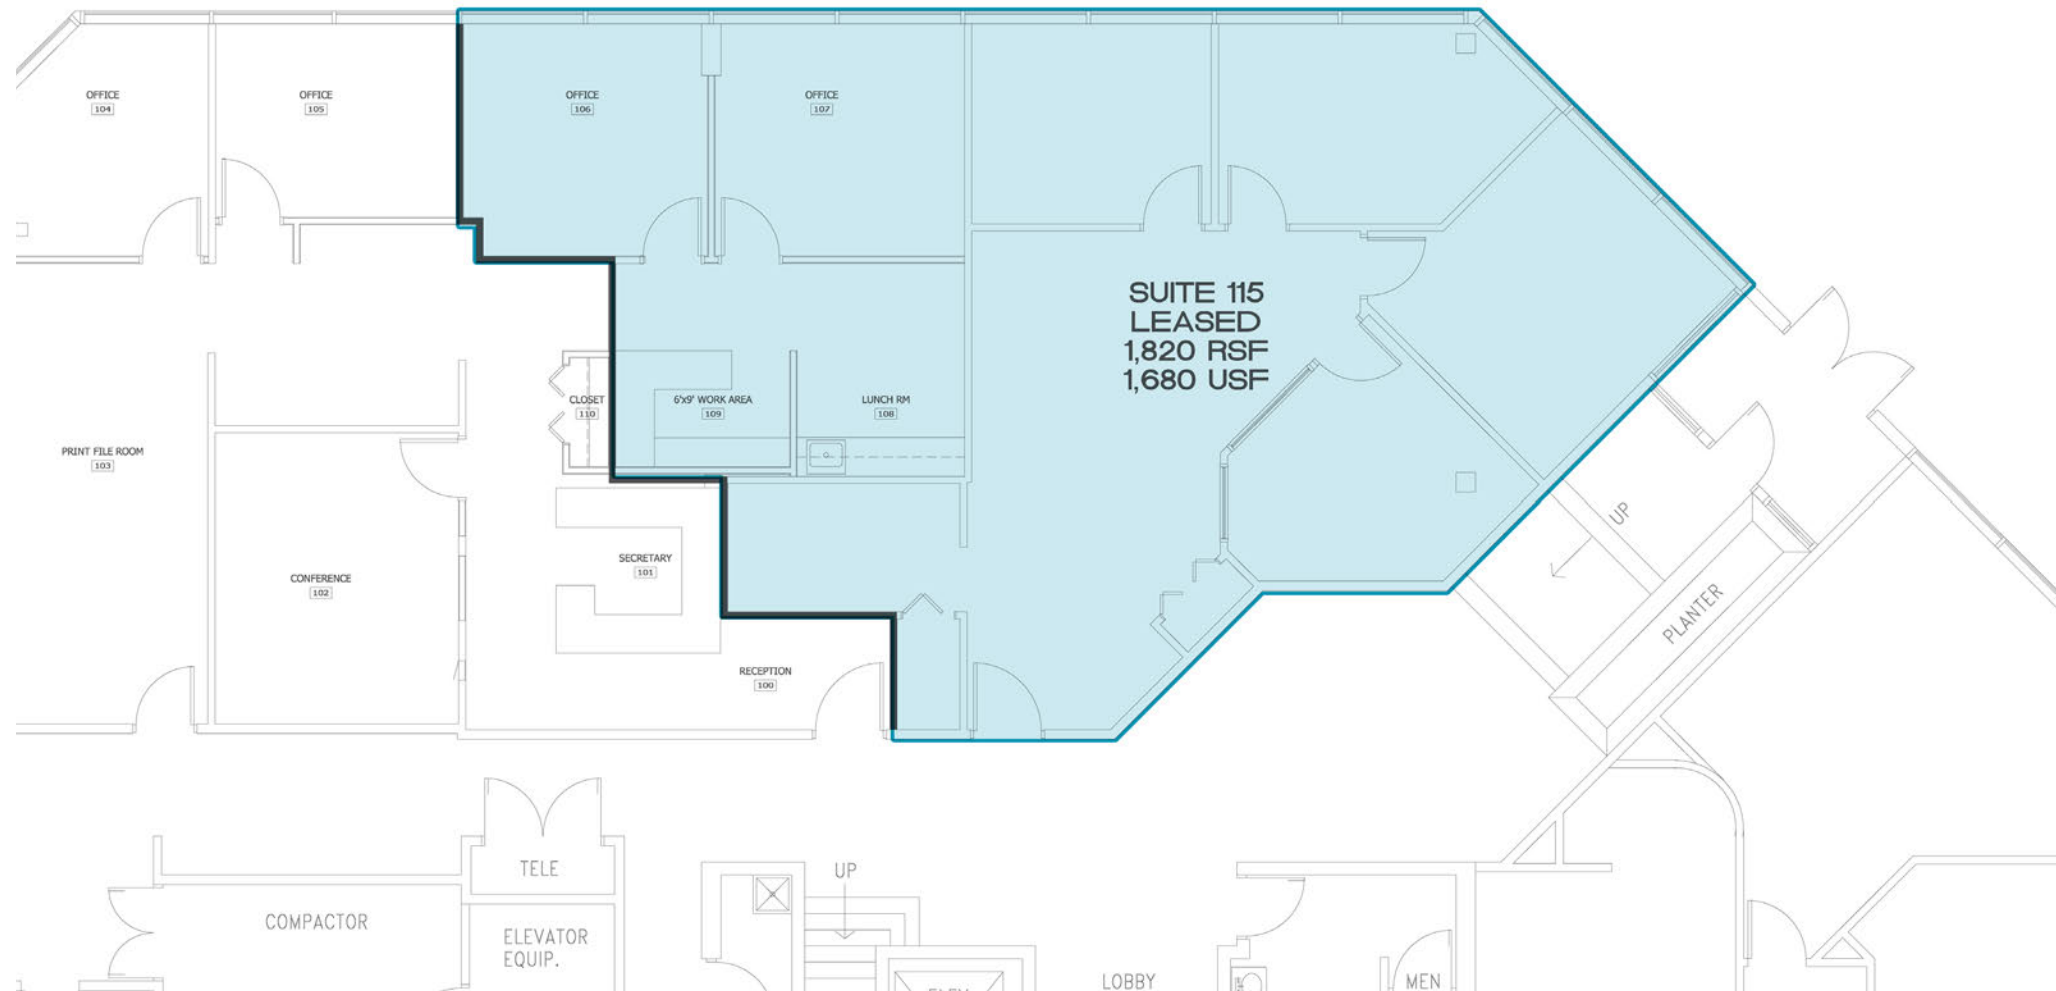 OFFICE
104
OFFICE
105
OFFICE
106
OFFICE
107
SUITE 115
LEASED
1,820 RSF
1,680 USF
CLOSET
110
6'x9' WORK AREA
109
LUNCH RM
108
PRINT FILE ROOM
103
CONFERENCE
102
SECRETARY
101
RECEPTION
100
UP
PLANTER
TELE
UP
COMPACTOR
ELEVATOR
EQUIP.
LOBBY
MEN